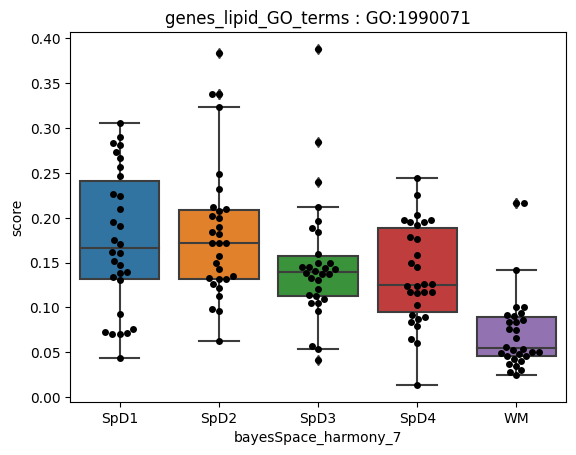 genes_lipid_GO_terms : GO:1990071
0.40
0.35
0.30
0.25
0.20
0.15
0.10
0.05
0.00
score
SpD1 SpD2 SpD3 SpD4 WM
bayesSpace_harmony_7